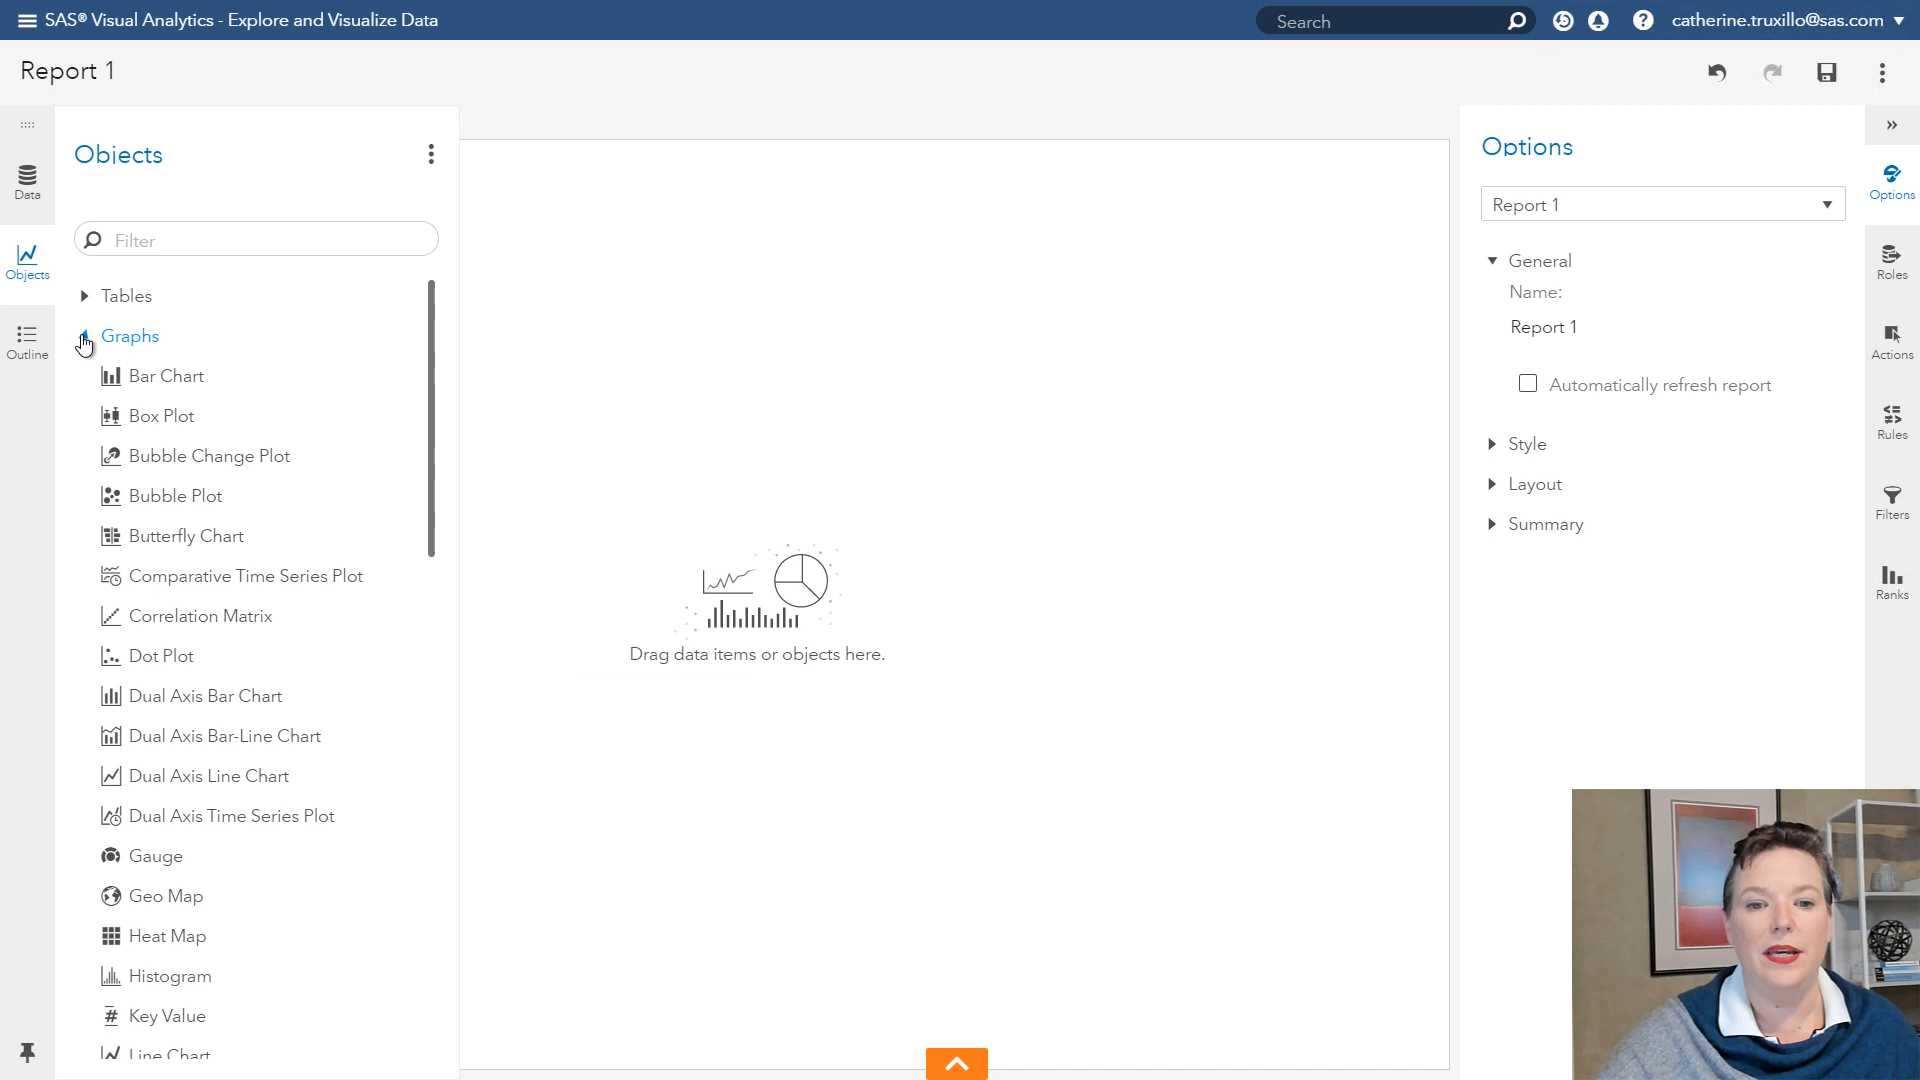 SAS® Visual Analytics - Explore and Visualize Data
Search
catherine.truxillo@sas.com
Report 1
Data
Objects
Outline
Objects
Filter
Tables
Graphs
Bar Chart
Box Plot
Bubble Change Plot
Bubble Plot
Butterfly Chart
Comparative Time Series Plot
Correlation Matrix
Dot Plot
Dual Axis Bar Chart
Dual Axis Bar-Line Chart
Dual Axis Line Chart
Dual Axis Time Series Plot
Gauge
Geo Map
Heat Map
Histogram
Key Value
Line Chart
Drag data items or objects here.
Options
Report 1
General
Name:
Report 1
Automatically refresh report
Style
Layout
Summary
Options
Roles
Actions
Rules
Filters
Ranks